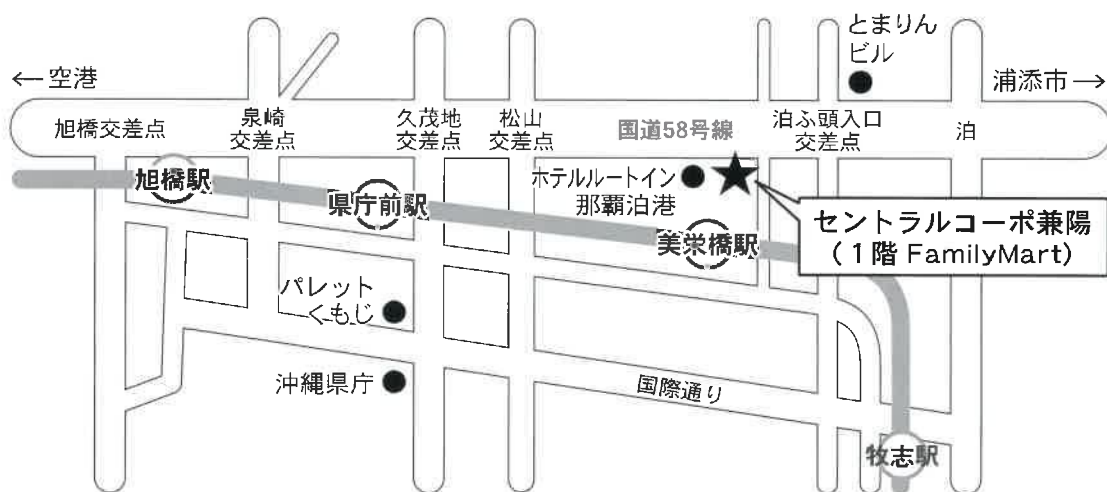 とまりん
ビル
←空港
浦添市→
旭橋交差点
泉崎
交差点
久茂地
交差点
松山
交差点
国道58号線
泊ふ頭入口
交差点
泊
旭橋駅
県庁前駅
ホテルルートイン
那覇泊港
美栄橋駅
セントラルコーポ兼陽
(1階 FamilyMart)
パレット
くもじ
沖縄県庁
国際通り
牧志駅